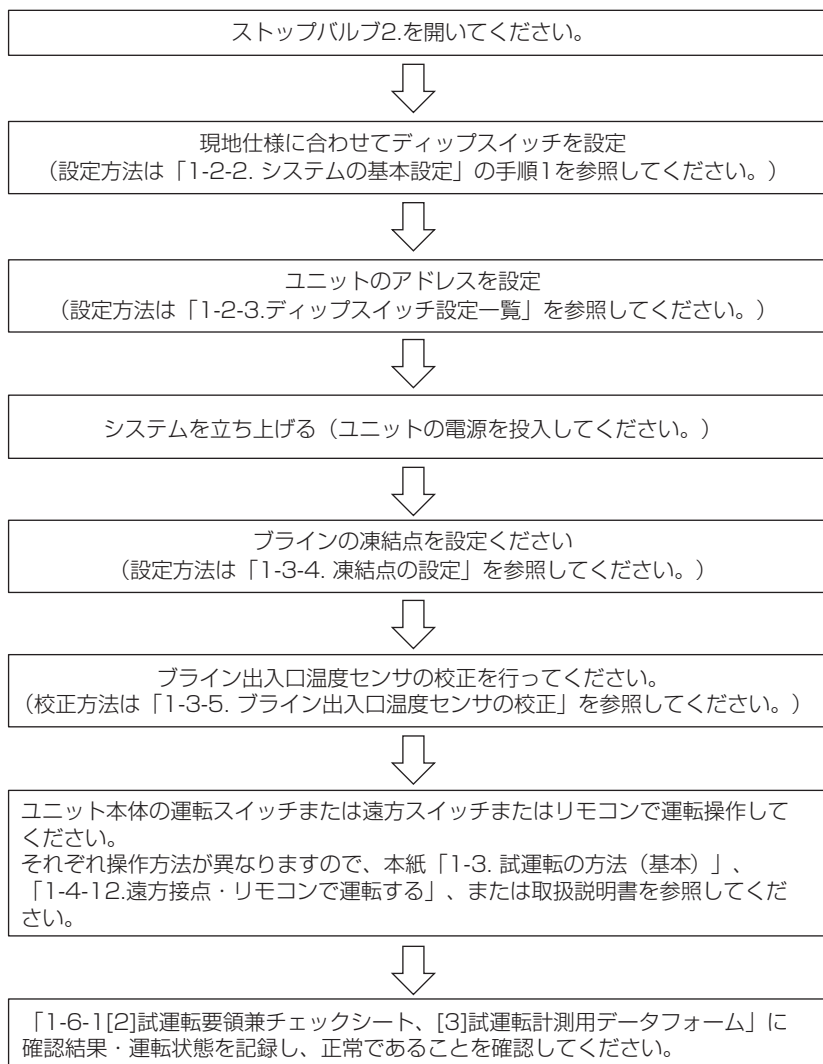 ストップバルブ2.を開いてください。
現地仕様に合わせてディップスイッチを設定
（設定方法は「1-2-2. システムの基本設定」の手順1を参照してください。）
ユニットのアドレスを設定
（設定方法は「1-2-3.ディップスイッチ設定一覧」を参照してください。）
システムを立ち上げる（ユニットの電源を投入してください。）
ブラインの凍結点を設定ください
（設定方法は「1-3-4. 凍結点の設定」を参照してください。）
ブライン出入口温度センサの校正を行ってください。
（校正方法は「1-3-5. ブライン出入口温度センサの校正」を参照してください。）
ユニット本体の運転スイッチまたは遠方スイッチまたはリモコンで運転操作して
ください。
それぞれ操作方法が異なりますので、本紙「1-3. 試運転の方法（基本）」、
「1-4-12.遠方接点・リモコンで運転する」、または取扱説明書を参照してくだ
さい。
「1-6-1[2]試運転要領兼チェックシート、[3]試運転計測用データフォーム」に
確認結果・運転状態を記録し、正常であることを確認してください。